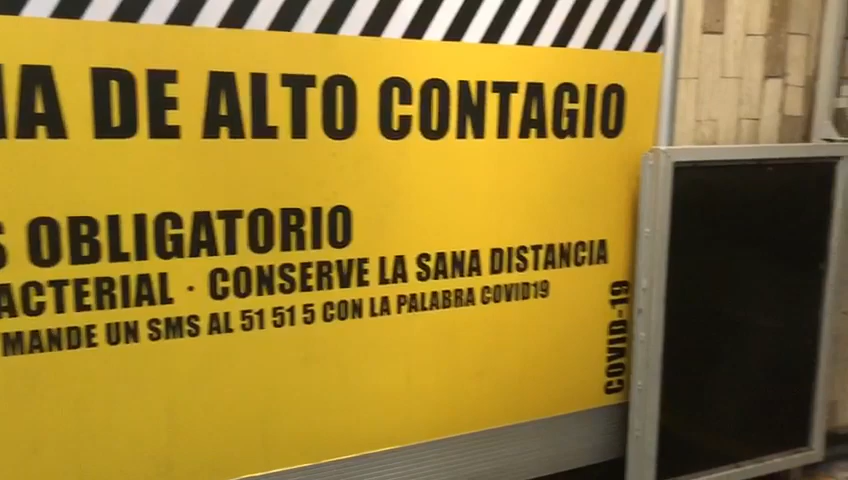 DE ALTO CONTAGIO
OBLIGATORIO
· CONSERVE LA SANA DISTANCIA
MANDE UN SMS AL 51 51 5 CON LA PALABRA COVID19
COVID-19